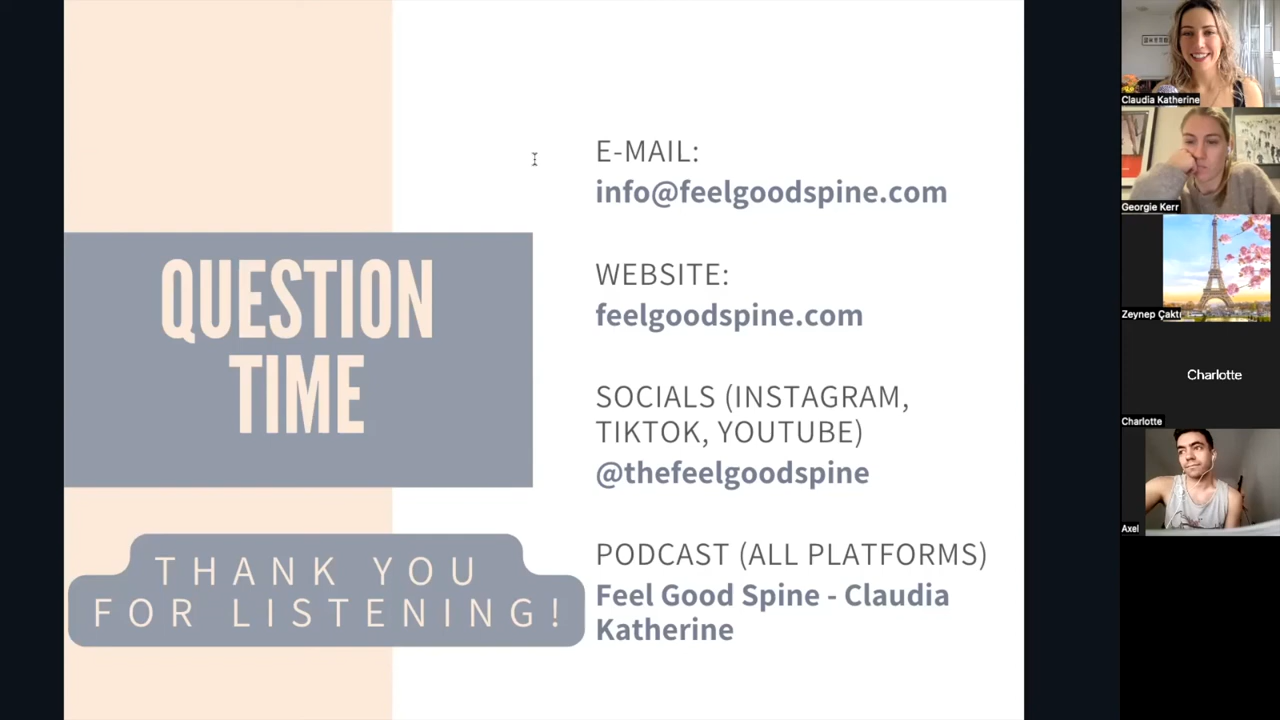 QUESTION
TIME
THANK YOU
FOR LISTENING!
E-MAIL:
info@feelgoodspine.com
WEBSITE:
feelgoodspine.com
SOCIALS (INSTAGRAM,
TIKTOK, YOUTUBE)
@thefeelgoodspine
PODCAST (ALL PLATFORMS)
Feel Good Spine - Claudia
Katherine
Claudia Katherine
Georgie Kerr
Zeynep
Charlotte
Charlotte
Axel